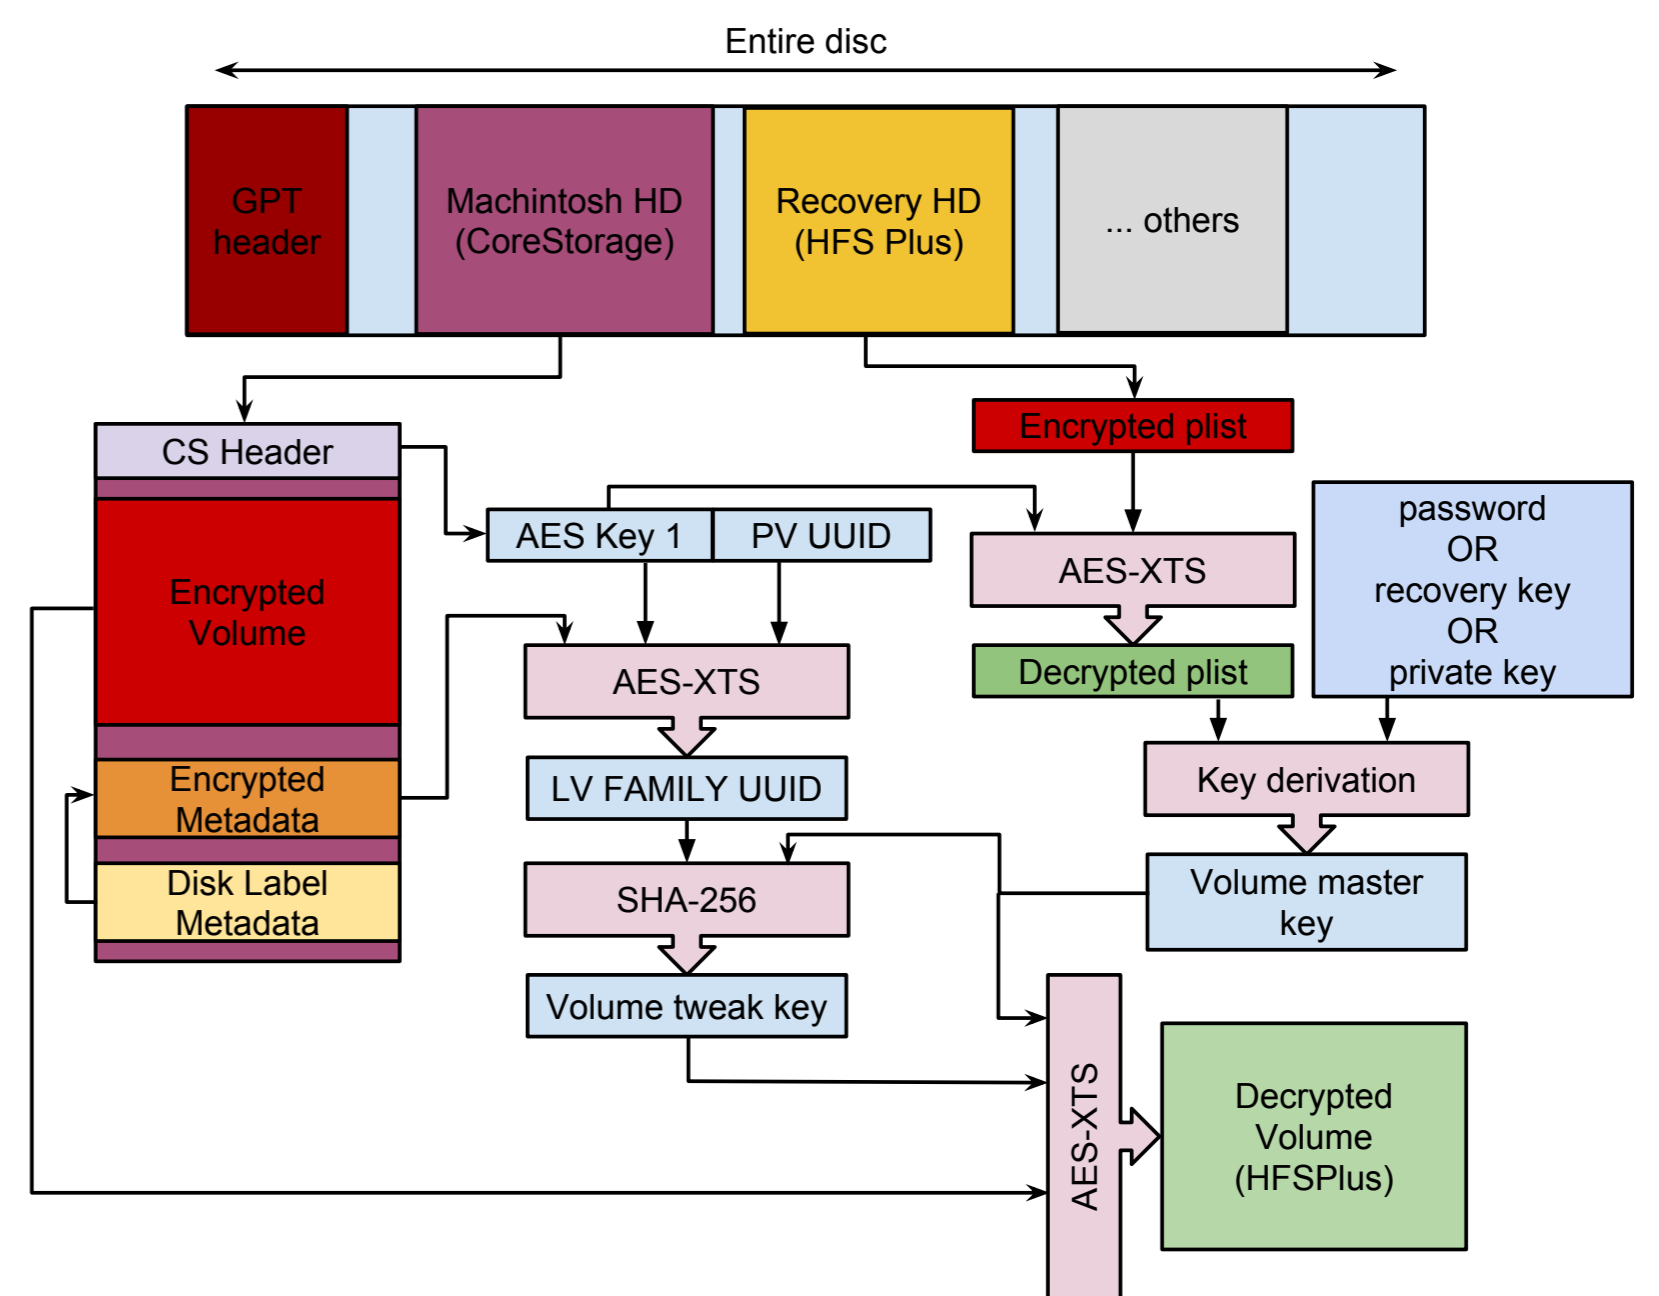 Entire disc
GPT
header
Machintosh HD
(CoreStorage)
Recovery HD
(HFS Plus)
... others
CS Header
Encrypted
Volume
Encrypted
Metadata
Disk Label
Metadata
AES Key 1
PV UUID
AES-XTS
LV FAMILY UUID
SHA-256
Volume tweak key
Encrypted plist
AES-XTS
Decrypted plist
password
OR
recovery key
OR
private key
Key derivation
Volume master
key
AES-XTS
Decrypted
Volume
(HFSPlus)